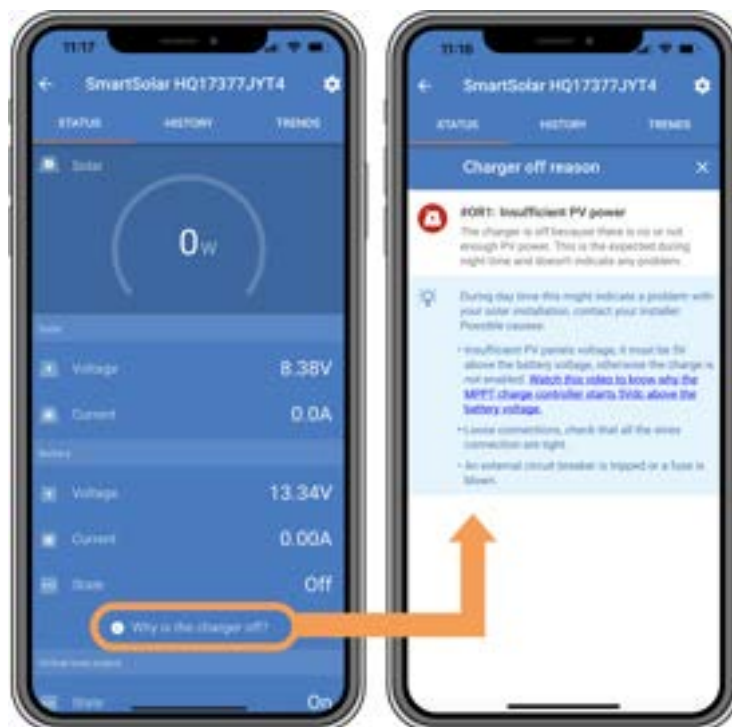 11:17
SmartSolar HQ17377JYT4
STATUS HISTORY TRENDS
Solar
0W
Solar
Voltage 8.38V
Current 0.0A
Battery
Voltage 13.34V
Current 0.00A
State Off
Why is the charger off?
Virtual load output
State On
11:18
SmartSolar HQ17377JYT4
STATUS HISTORY TRENDS
Charger off reason
#OR1: Insufficient PV power
The charger is off because there is no or not
enough PV power. This is the expected during
night time and doesn't indicate any problem.
During day time this might indicate a problem with
your solar installation, contact your installer.
Possible causes:
• Insufficient PV panels voltage, it must be 5V
above the battery voltage, otherwise the charge is
not enabled. Watch this video to know why the
MPPT charge controller starts 5Vdc above the
battery voltage.
• Loose connections, check that all the wires
connection are tight.
• An external circuit breaker is tripped or a fuse is
blown.